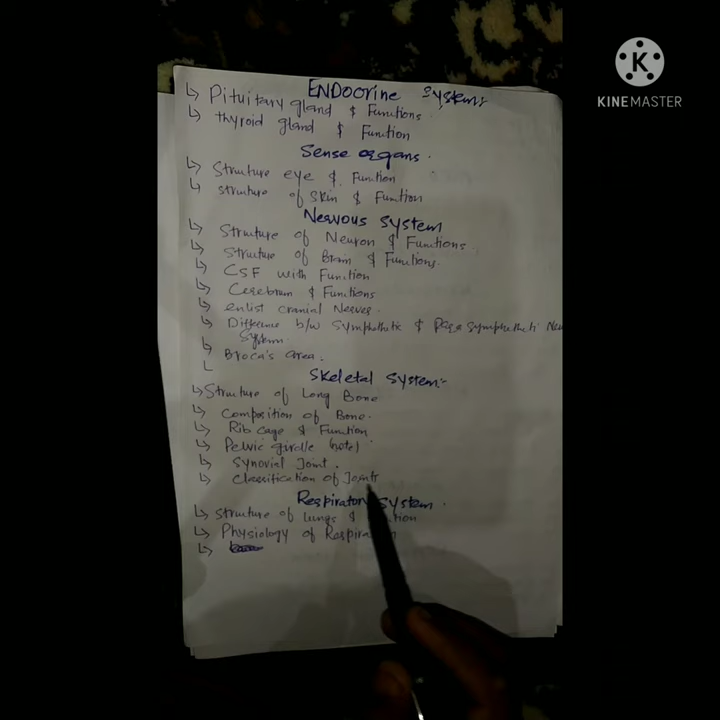 ENDOCRINE System:-
↳ Pituitary gland & Functions.
↳ thyroid gland & Function
Sense organs.
↳ Structure eye & Function
↳ structure of skin & Function
Nervous system
↳ Structure of Neuron & Functions.
↳ Structure of Brain & Functions.
↳ CSF with Function
↳ Cerebrum & Functions
↳ enlist cranial Nerves.
↳ Difference b/w Symphethetic &
System.
↳ Broca's area.
↳
Skeletal System:-
↳ Structure of Long Bone
↳ Composition of Bone.
↳ Rib cage & Function
↳ Pelvic girdle (note)
↳ Synovial Joint.
↳ Classification of Joints
Respiratory System.
↳ Structure of Lungs &
↳ Physiology of
↳
K
KINEMASTER